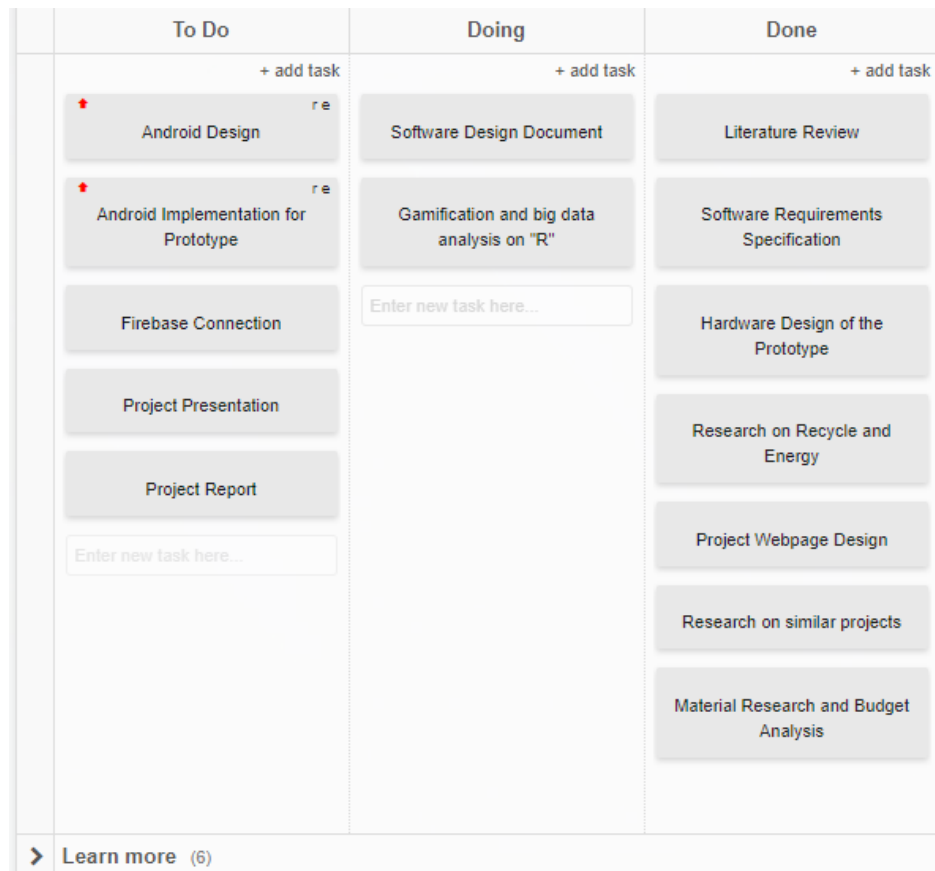 To Do
Doing
Done
+ add task
+ add task
+ add task
r e
Android Design
r e
Android Implementation for
Prototype
Firebase Connection
Project Presentation
Project Report
Enter new task here...
Software Design Document
Gamification and big data
analysis on "R"
Enter new task here...
Literature Review
Software Requirements
Specification
Hardware Design of the
Prototype
Research on Recycle and
Energy
Project Webpage Design
Research on similar projects
Material Research and Budget
Analysis
Learn more (6)